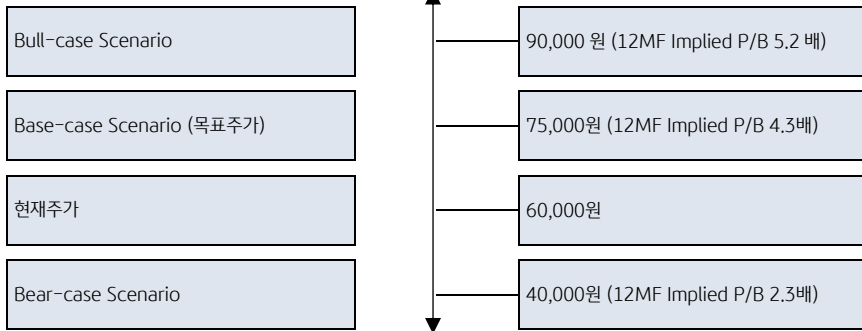 Bull-case Scenario
90,000 원 (12MF Implied P/B 5.2 배)
Base-case Scenario (목표주가)
75,000원 (12MF Implied P/B 4.3배)
현재주가
60,000원
Bear-case Scenario
40,000원 (12MF Implied P/B 2.3배)